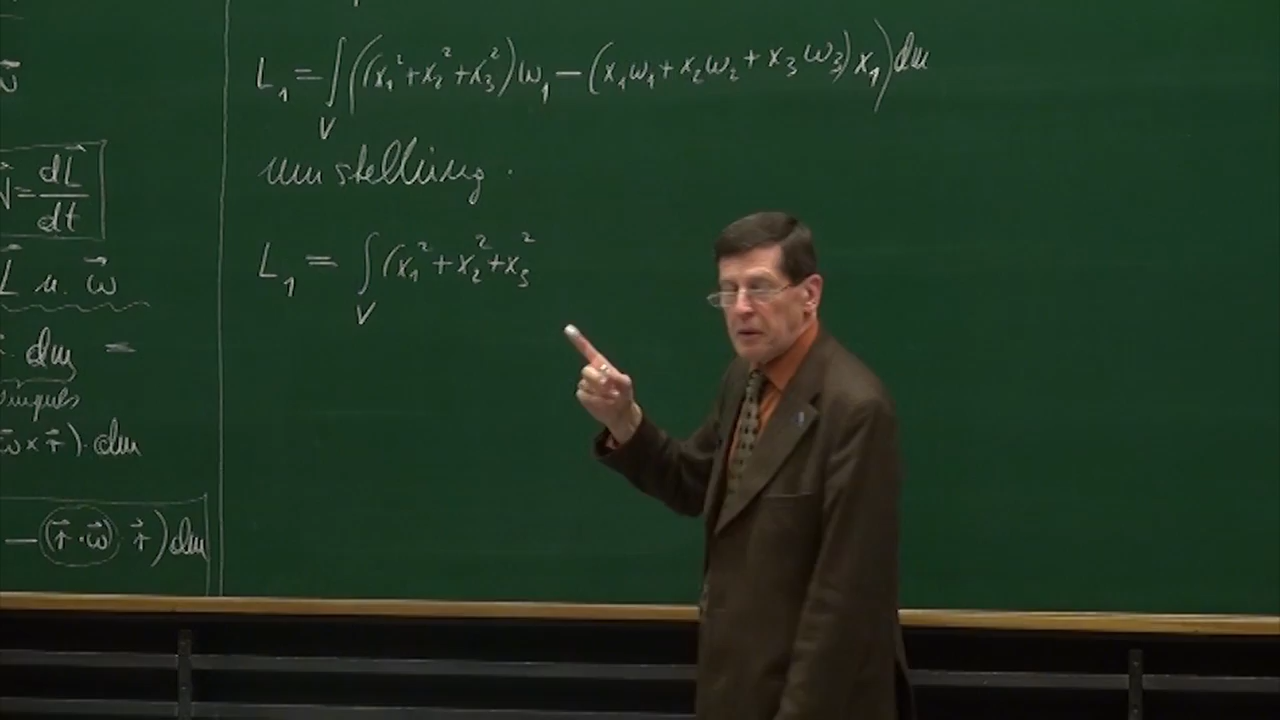 ω⃗
N⃗ = dL⃗/dt
L⃗ u. ω⃗
dm =
ω⃗ × r⃗) · dm
− (r⃗ · ω⃗) r⃗) dm
L₁ = ∫_V ((x₁² + x₂² + x₃²) ω₁ − (x₁ω₁ + x₂ω₂ + x₃ω₃) x₁) dm
umstellung.
L₁ = ∫_V (x₁² + x₂² + x₃²